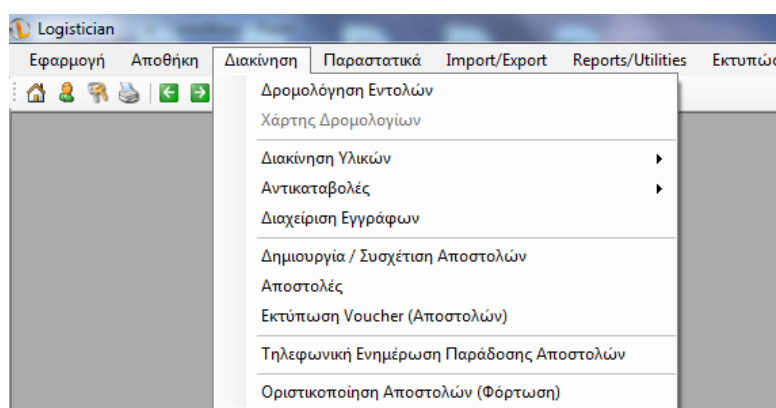 Logistician
Εφαρμογή Αποθήκη Διακίνηση Παραστατικά Import/Export Reports/Utilities
Δρομολόγηση Εντολών
Χάρτης Δρομολογίων
Διακίνηση Υλικών
Αντικαταβολές
Διαχείριση Εγγράφων
Δημιουργία / Συσχέτιση Αποστολών
Αποστολές
Εκτύπωση Voucher (Αποστολών)
Τηλεφωνική Ενημέρωση Παράδοσης Αποστολών
Οριστικοποίηση Αποστολών (Φόρτωση)